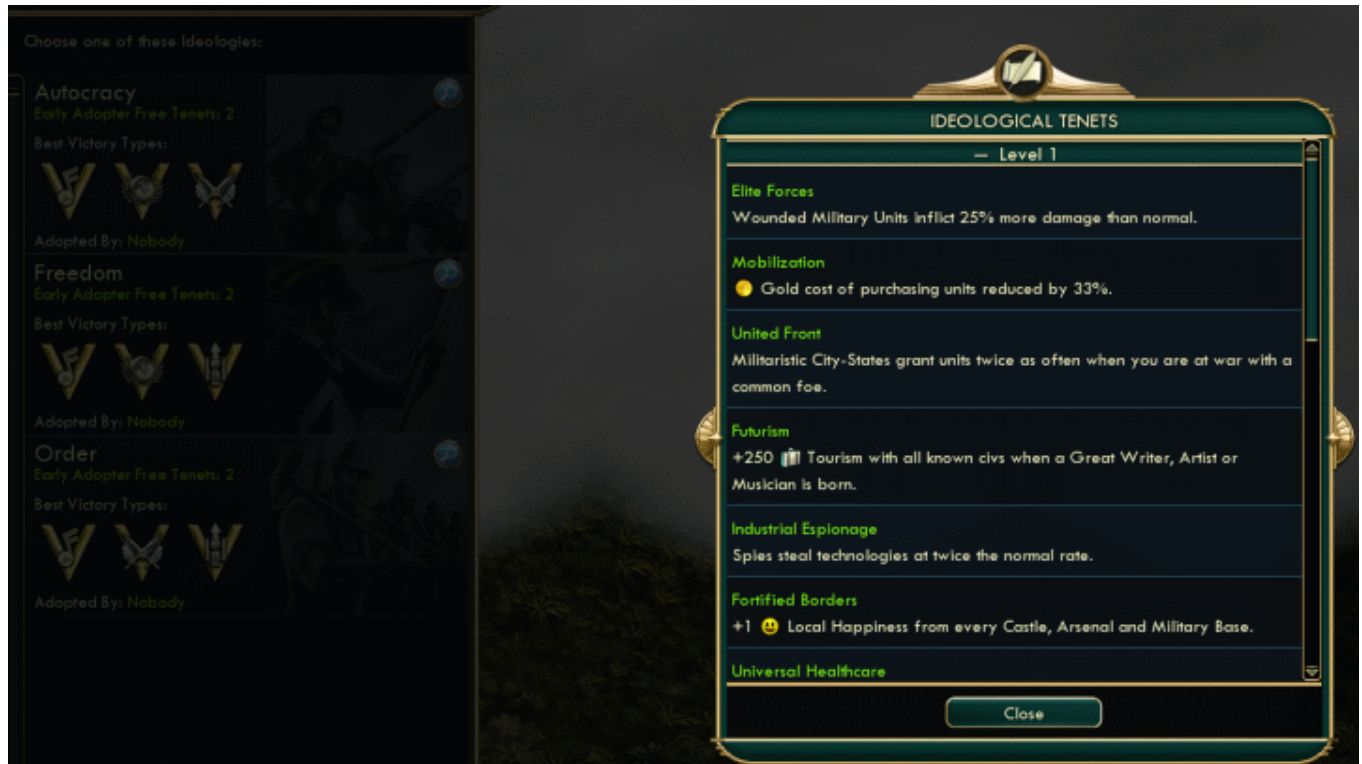 Choose one of these Ideologies:
Autocracy
Early Adopter Free Tenets: 2
Best Victory Types:
Adopted By: Nobody
Freedom
Early Adopter Free Tenets: 2
Best Victory Types:
Adopted By: Nobody
Order
Early Adopter Free Tenets: 2
Best Victory Types:
Adopted By: Nobody
IDEOLOGICAL TENETS
— Level 1
Elite Forces
Wounded Military Units inflict 25% more damage than normal.
Mobilization
Gold cost of purchasing units reduced by 33%.
United Front
Militaristic City-States grant units twice as often when you are at war with a
common foe.
Futurism
+250 Tourism with all known civs when a Great Writer, Artist or
Musician is born.
Industrial Espionage
Spies steal technologies at twice the normal rate.
Fortified Borders
+1 Local Happiness from every Castle, Arsenal and Military Base.
Universal Healthcare
Close